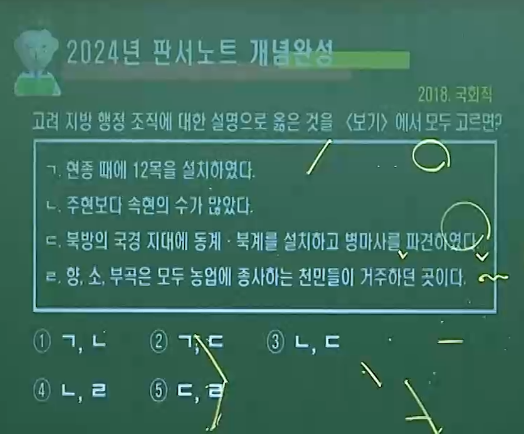 2024년 판서노트 개념완성
2018. 국회직
고려 지방 행정 조직에 대한 설명으로 옳은 것을 〈보기〉에서 모두 고르면?
ㄱ. 현종 때에 12목을 설치하였다.
ㄴ. 주현보다 속현의 수가 많았다.
ㄷ. 북방의 국경 지대에 동계·북계를 설치하고 병마사를 파견하였다.
ㄹ. 향, 소, 부곡은 모두 농업에 종사하는 천민들이 거주하던 곳이다.
① ㄱ, ㄴ ② ㄱ, ㄷ ③ ㄴ, ㄷ
④ ㄴ, ㄹ ⑤ ㄷ, ㄹ